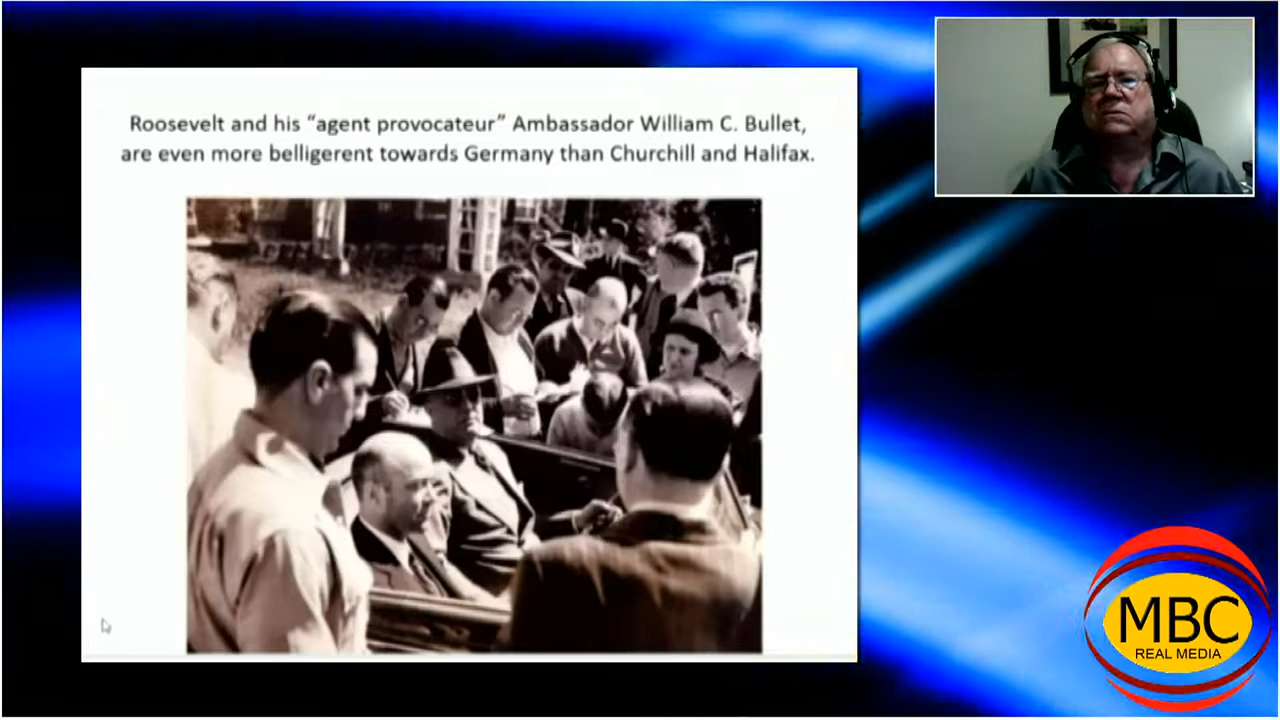 Roosevelt and his “agent provocateur” Ambassador William C. Bullet,
are even more belligerent towards Germany than Churchill and Halifax.
MBC
REAL MEDIA